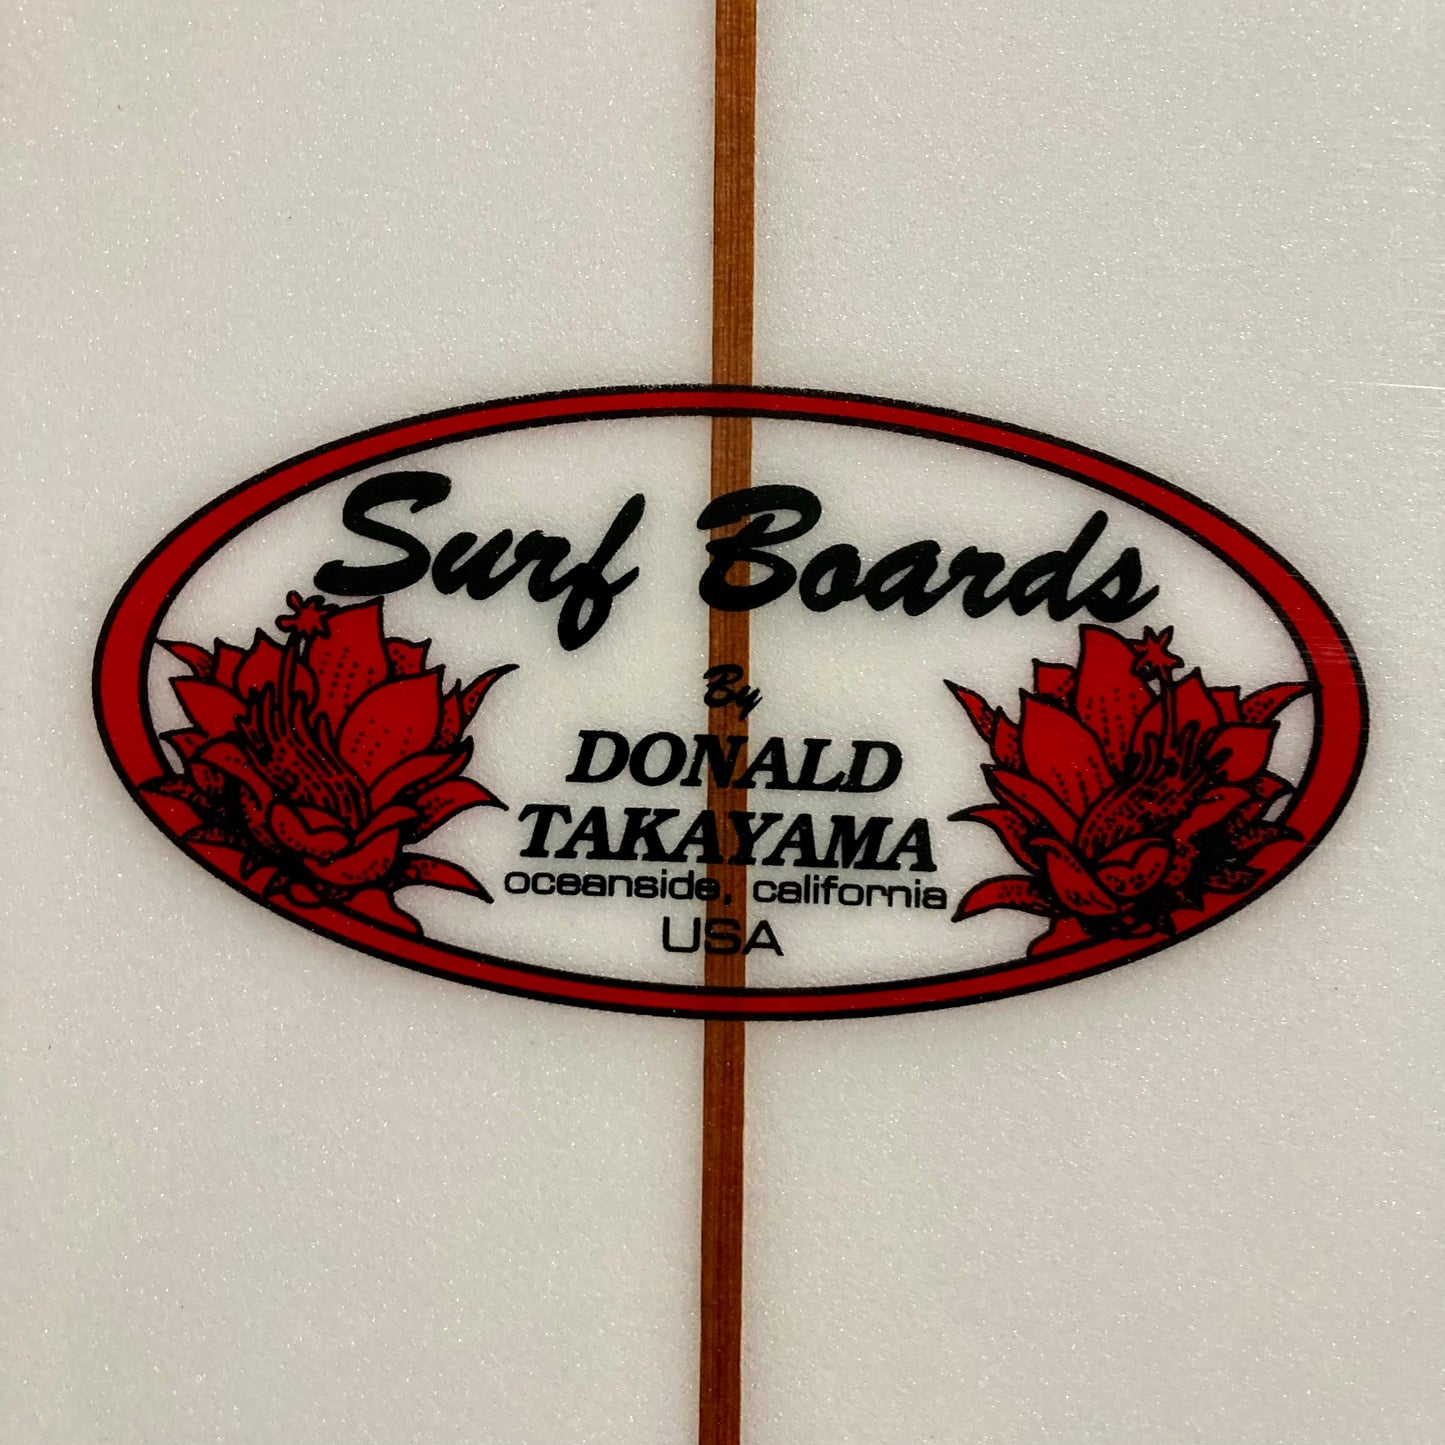 Surf Boards
By
DONALD
TAKAYAMA
oceanside, california
USA